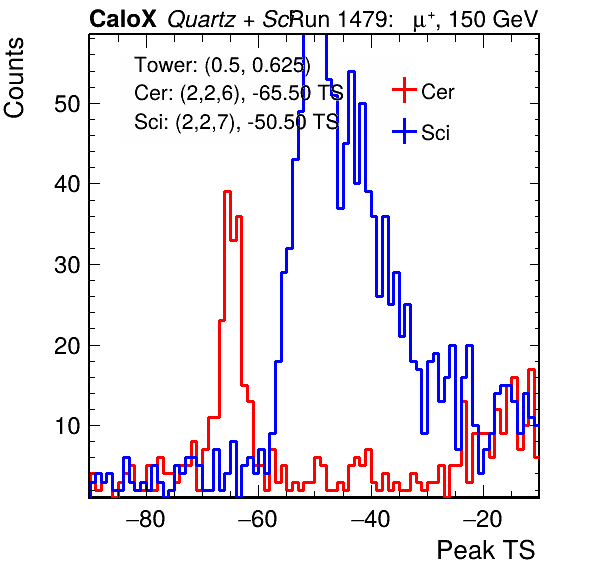 CaloX Quartz + Sci Run 1479: μ+, 150 GeV
Counts
Tower: (0.5, 0.625)
Cer: (2,2,6), -65.50 TS
Sci: (2,2,7), -50.50 TS
Cer
Sci
50
40
30
20
10
−80 −60 −40 −20
Peak TS